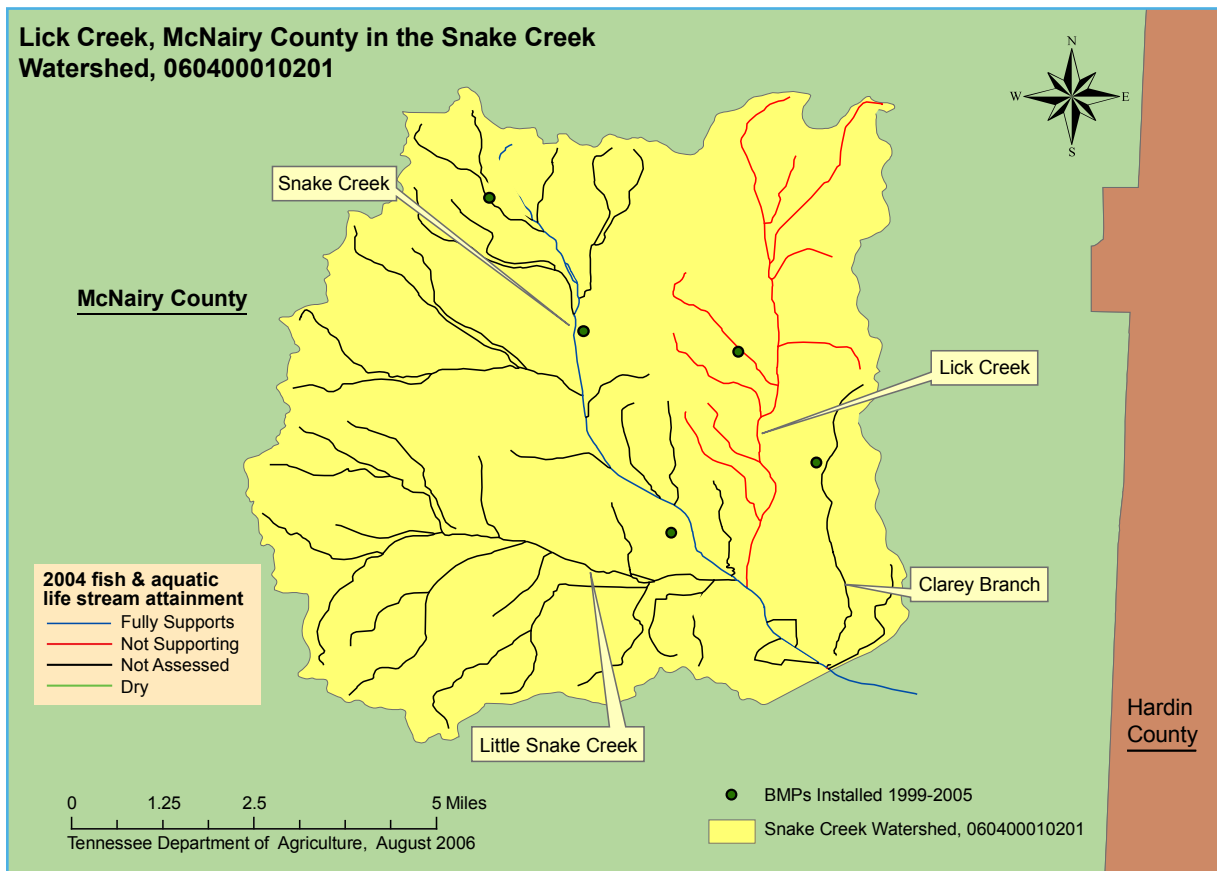 Lick Creek, McNairy County in the Snake Creek
Watershed, 060400010201
N
W
E
S
Snake Creek
McNairy County
Lick Creek
2004 fish & aquatic
life stream attainment
Fully Supports
Not Supporting
Not Assessed
Dry
Clarey Branch
Little Snake Creek
Hardin
County
0 1.25 2.5 5 Miles
Tennessee Department of Agriculture, August 2006
BMPs Installed 1999-2005
Snake Creek Watershed, 060400010201